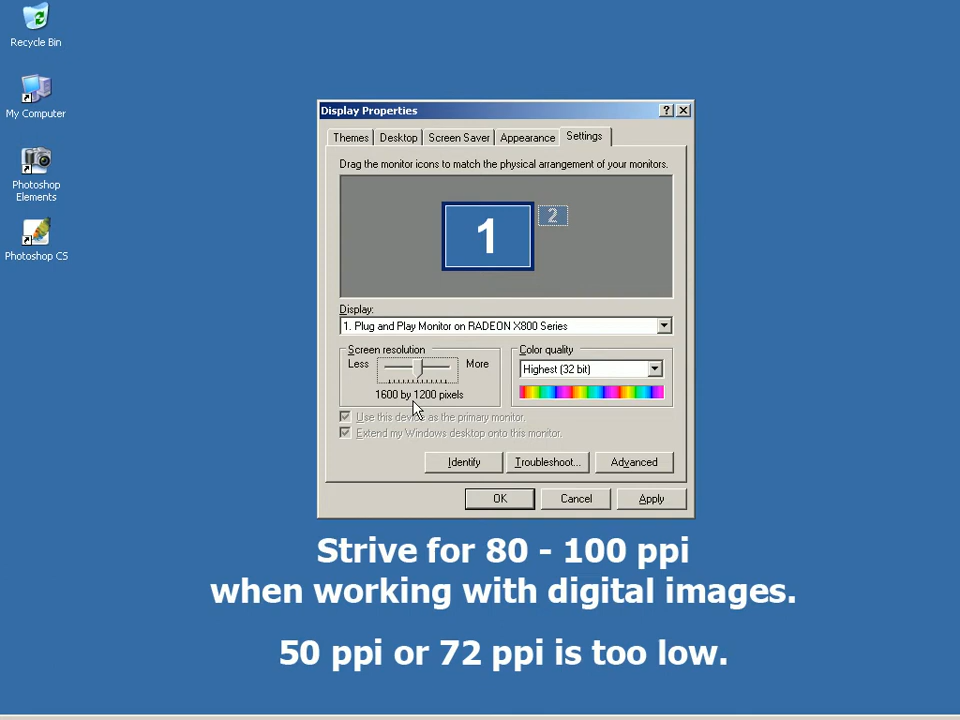 Recycle Bin
My Computer
Photoshop
Elements
Photoshop CS
Display Properties
Themes
Desktop
Screen Saver
Appearance
Settings
Drag the monitor icons to match the physical arrangement of your monitors.
1
2
Display:
1. Plug and Play Monitor on RADEON X800 Series
Screen resolution
Less
More
1600 by 1200 pixels
Color quality
Highest (32 bit)
Use this device as the primary monitor.
Extend my Windows desktop onto this monitor.
Identify
Troubleshoot...
Advanced
OK
Cancel
Apply
Strive for 80 - 100 ppi
when working with digital images.
50 ppi or 72 ppi is too low.